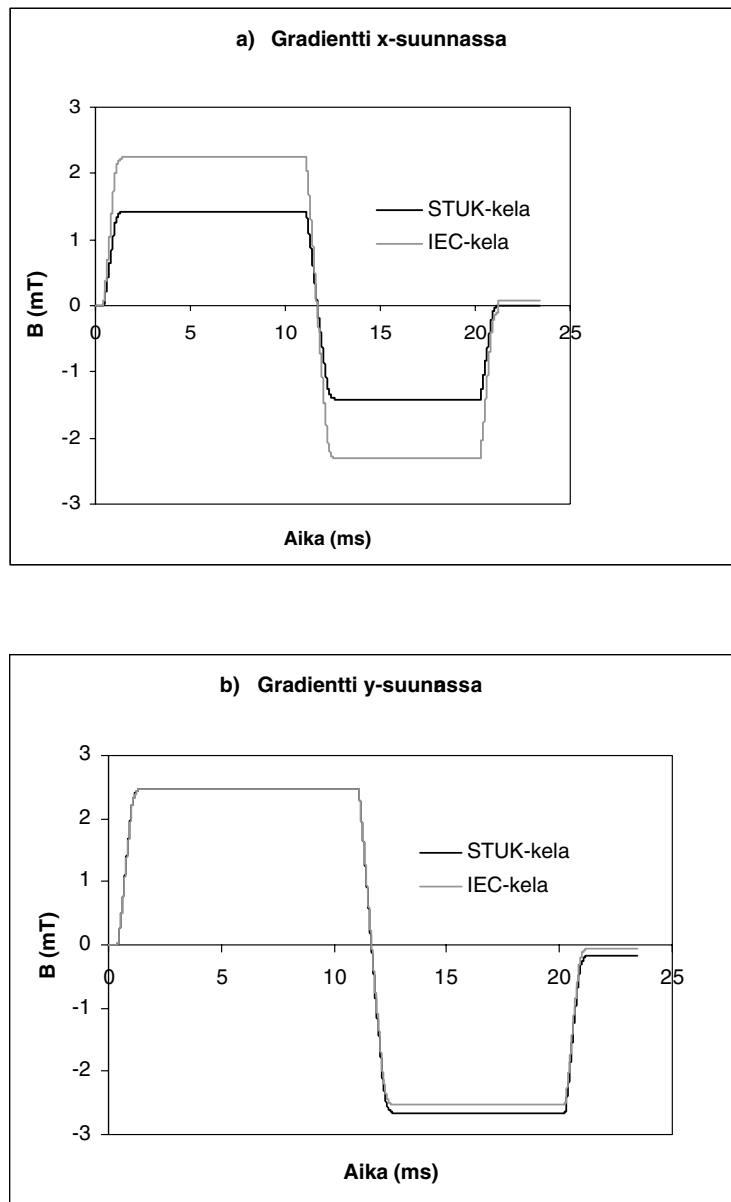 a) Gradientti x-suunnassa
3
2
1
0
-1
-2
-3
0
5
10
15
20
25
B (mT)
Aika (ms)
STUK-kela
IEC-kela
b) Gradientti y-suunnassa
3
2
1
0
-1
-2
-3
0
5
10
15
20
25
B (mT)
Aika (ms)
STUK-kela
IEC-kela